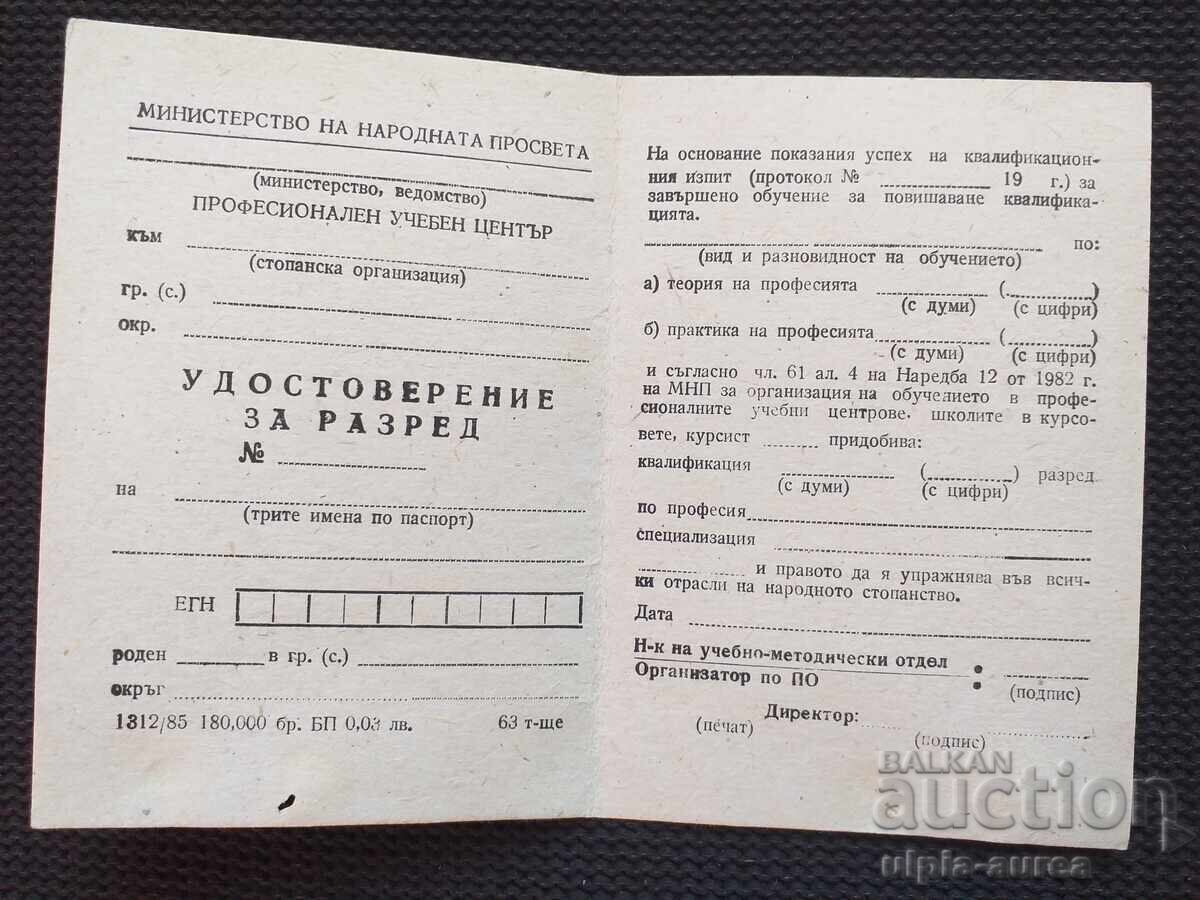 МИНИСТЕРСТВО НА НАРОДНАТА ПРОСВЕТА
(министерство, ведомство)
ПРОФЕСИОНАЛЕН УЧЕБЕН ЦЕНТЪР
към
(стопанска организация)
гр. (с.)
окр.
УДОСТОВЕРЕНИЕ
ЗА РАЗРЕД
№
на
(трите имена по паспорт)
ЕГН
роден в гр. (с.)
окръг
1312/85 180,000 бр. БП 0,03 лв. 63 т-ще
На основание показания успех на квалификацион-
ния изпит (протокол № 19 г.) за
завършено обучение за повишаване квалифика-
цията.
по:
(вид и разновидност на обучението)
а) теория на професията ( )
(с думи) (с цифри)
б) практика на професията ( )
(с думи) (с цифри)
и съгласно чл. 61 ал. 4 на Наредба 12 от 1982 г.
на МНП за организация на обучелието в профе-
сионалните учебни центрове, школите в курсо-
вете, курсист придобива:
квалификация ( ) разред
(с думи) (с цифри)
по професия
специализация
и правото да я упражнява във всич-
ки отрасли на народното стопанство.
Дата
Н-к на учебно-методически отдел :
Организатор по ПО :
(подпис)
Директор:
(печат)
(подпис)
BALKAN
auction
ulpia-aurea